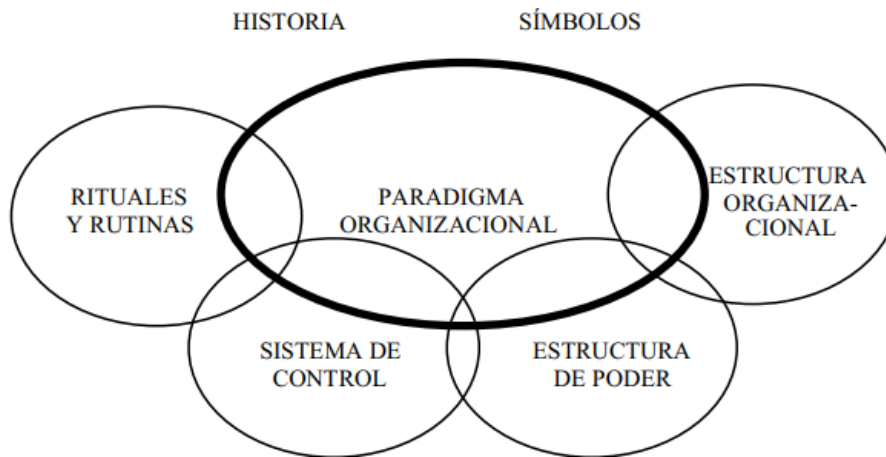 HISTORIA
SÍMBOLOS
RITUALES
Y RUTINAS
PARADIGMA
ORGANIZACIONAL
ESTRUCTURA
ORGANIZA-
CIONAL
SISTEMA DE
CONTROL
ESTRUCTURA
DE PODER